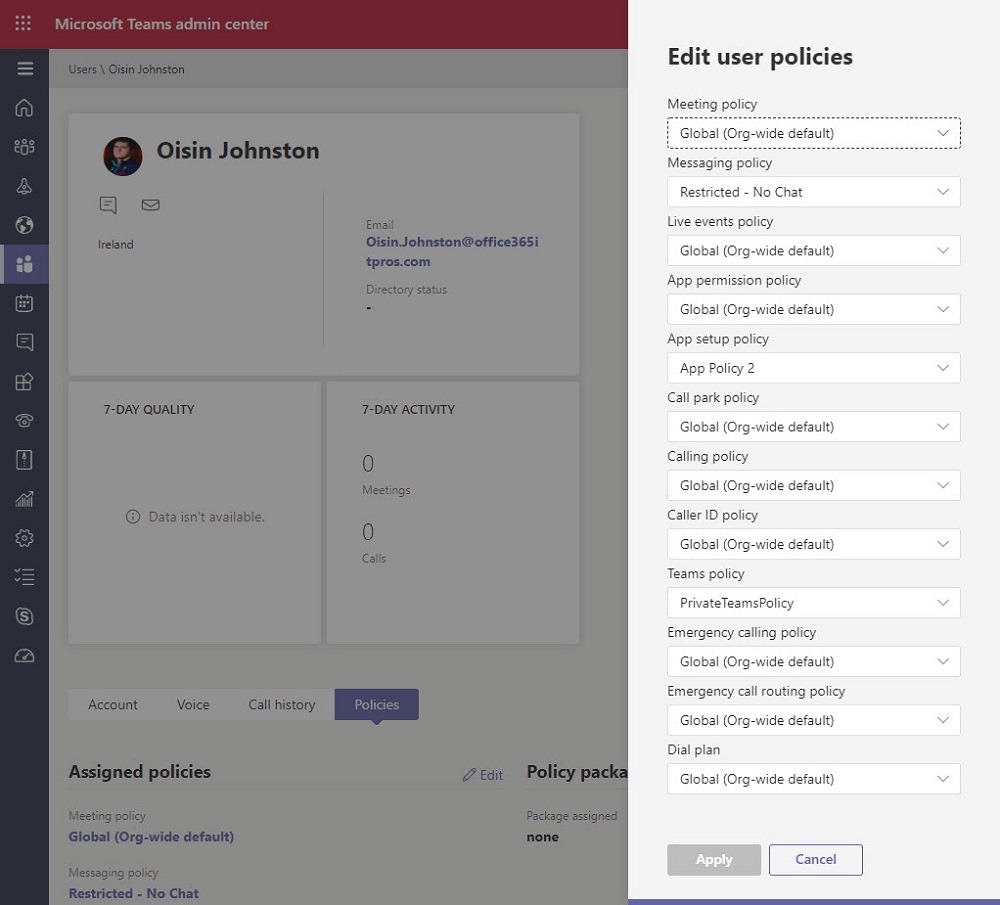 Microsoft Teams admin center
Users \ Oisin Johnston
Oisin Johnston
Ireland
Email
Oisin.Johnston@office365i
tpros.com
Directory status
-
7-DAY QUALITY
Data isn't available.
7-DAY ACTIVITY
0
Meetings
0
Calls
Account Voice Call history Policies
Assigned policies Edit
Meeting policy
Global (Org-wide default)
Messaging policy
Restricted - No Chat
Policy packa
Package assigned
none
Edit user policies
Meeting policy
Global (Org-wide default)
Messaging policy
Restricted - No Chat
Live events policy
Global (Org-wide default)
App permission policy
Global (Org-wide default)
App setup policy
App Policy 2
Call park policy
Global (Org-wide default)
Calling policy
Global (Org-wide default)
Caller ID policy
Global (Org-wide default)
Teams policy
PrivateTeamsPolicy
Emergency calling policy
Global (Org-wide default)
Emergency call routing policy
Global (Org-wide default)
Dial plan
Global (Org-wide default)
Apply Cancel